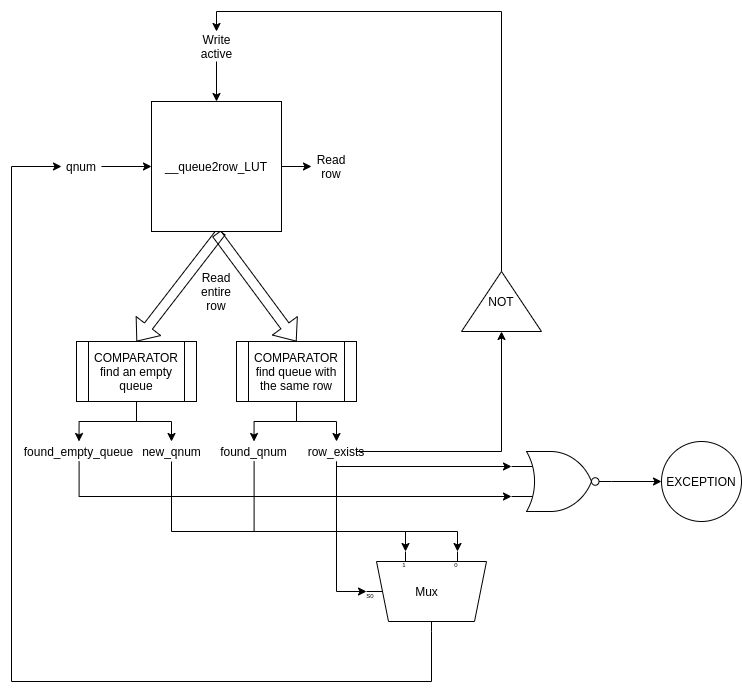 Write
active
qnum
__queue2row_LUT
Read
row
Read
entire
row
NOT
COMPARATOR
find an empty
queue
COMPARATOR
find queue with
the same row
found_empty_queue
new_qnum
found_qnum
row_exists
EXCEPTION
1
0
S0
Mux